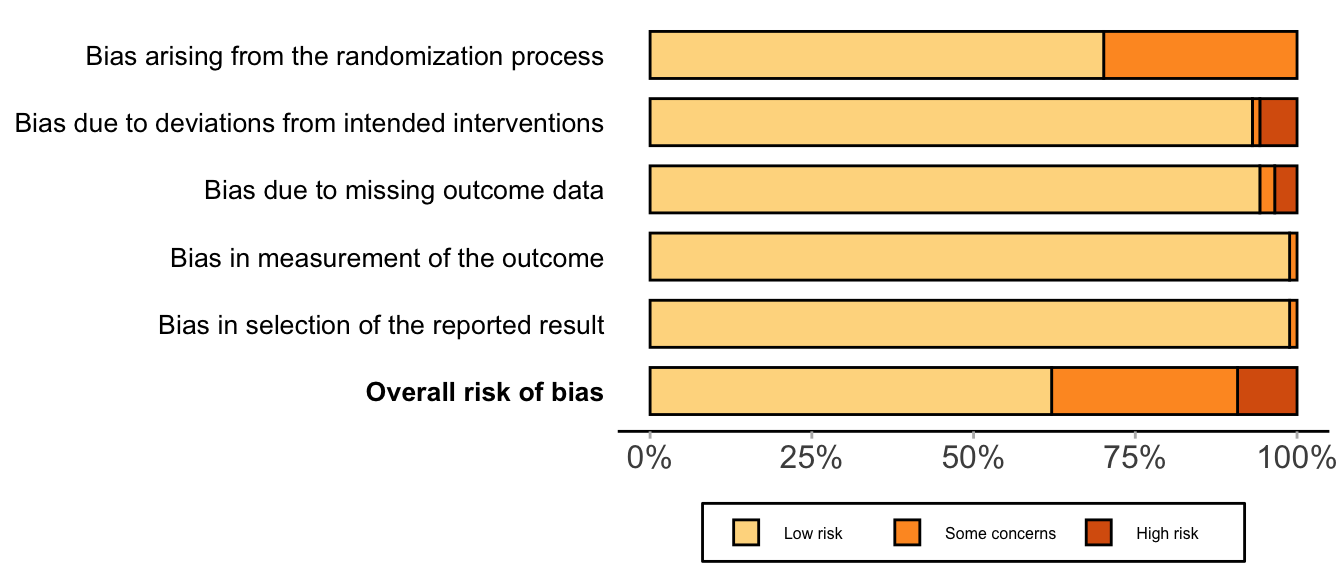 Bias arising from the randomization process
Bias due to deviations from intended interventions
Bias due to missing outcome data
Bias in measurement of the outcome
Bias in selection of the reported result
Overall risk of bias
0% 25% 50% 75% 100%
Low risk Some concerns High risk